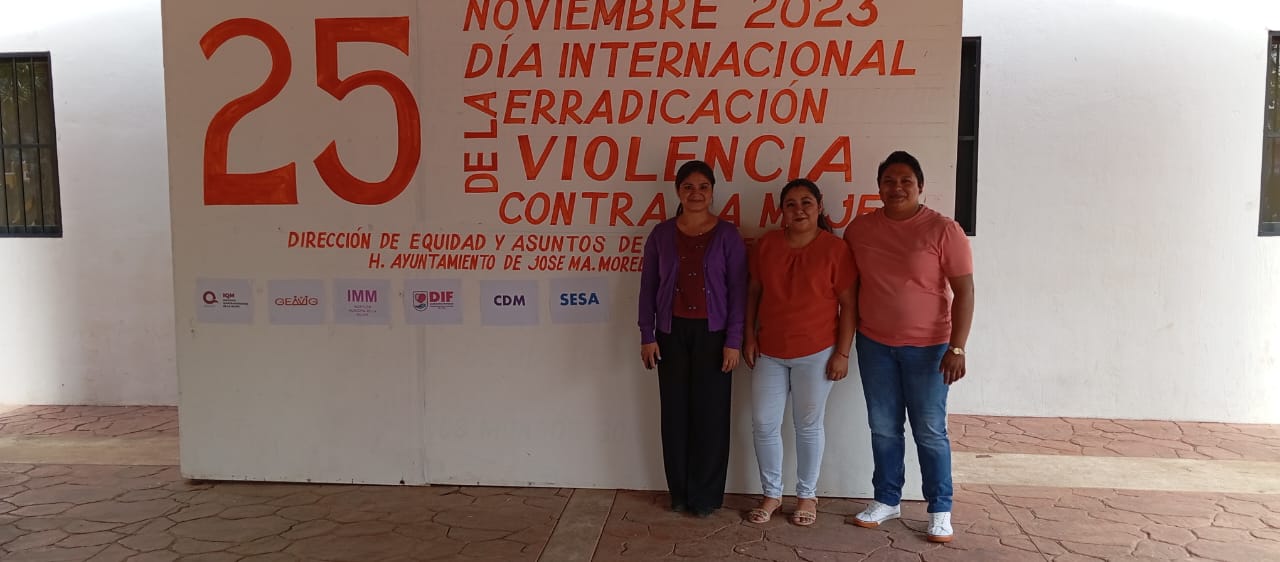 25
NOVIEMBRE 2023
DÍA INTERNACIONAL
DE LA
ERRADICACIÓN
VIOLENCIA
CONTRA
DIRECCIÓN DE EQUIDAD Y ASUNTOS DE
H. AYUNTAMIENTO DE JOSE MA.
IQM
GEAVIG
IMM
DIF
CDM
SESA